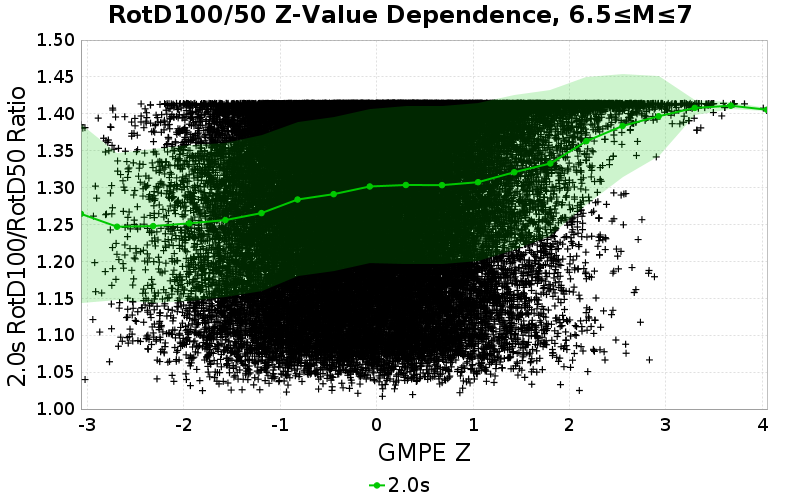 RotD100/50 Z-Value Dependence, 6.5≤M≤7
2.0s RotD100/RotD50 Ratio
1.50
1.45
1.40
1.35
1.30
1.25
1.20
1.15
1.10
1.05
1.00
-3 -2 -1 0 1 2 3 4
GMPE Z
2.0s